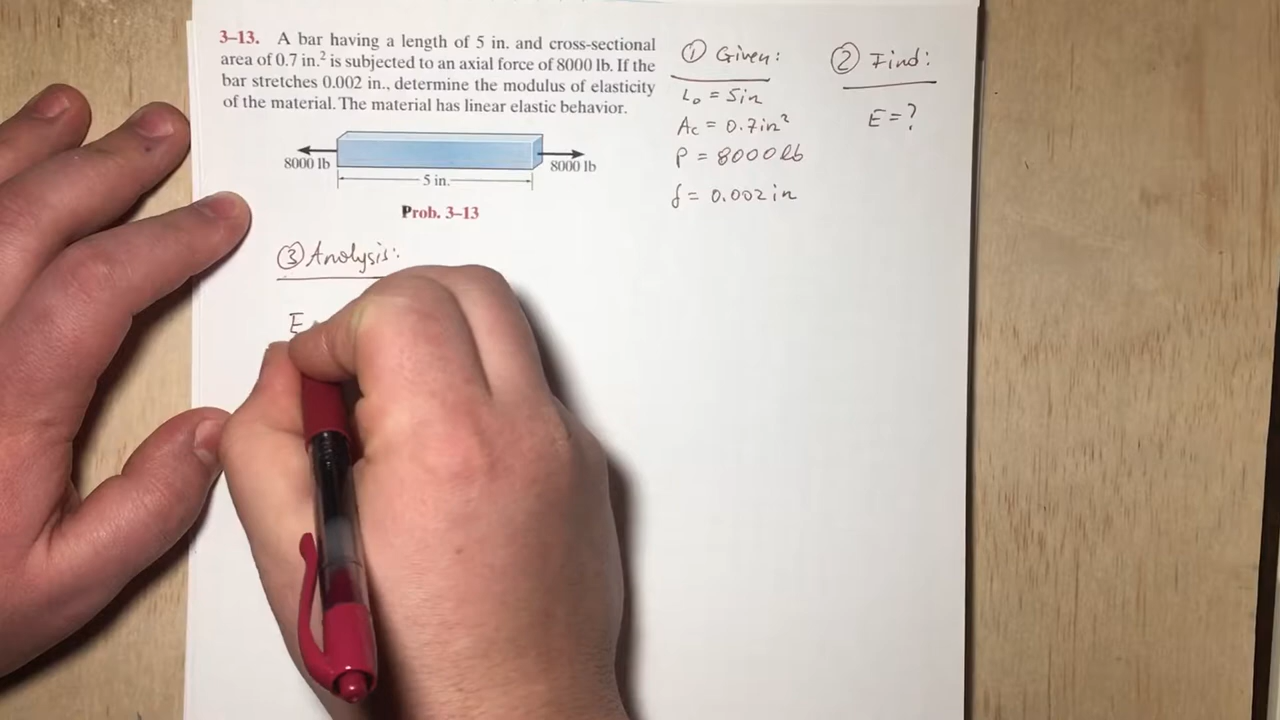 3–13. A bar having a length of 5 in. and cross-sectional
area of 0.7 in.² is subjected to an axial force of 8000 lb. If the
bar stretches 0.002 in., determine the modulus of elasticity
of the material. The material has linear elastic behavior.
8000 lb
8000 lb
5 in.
Prob. 3–13
① Given:
L₀ = 5in
Ac = 0.7in²
P = 8000lb
δ = 0.002in
② Find:
E = ?
③ Analysis:
E